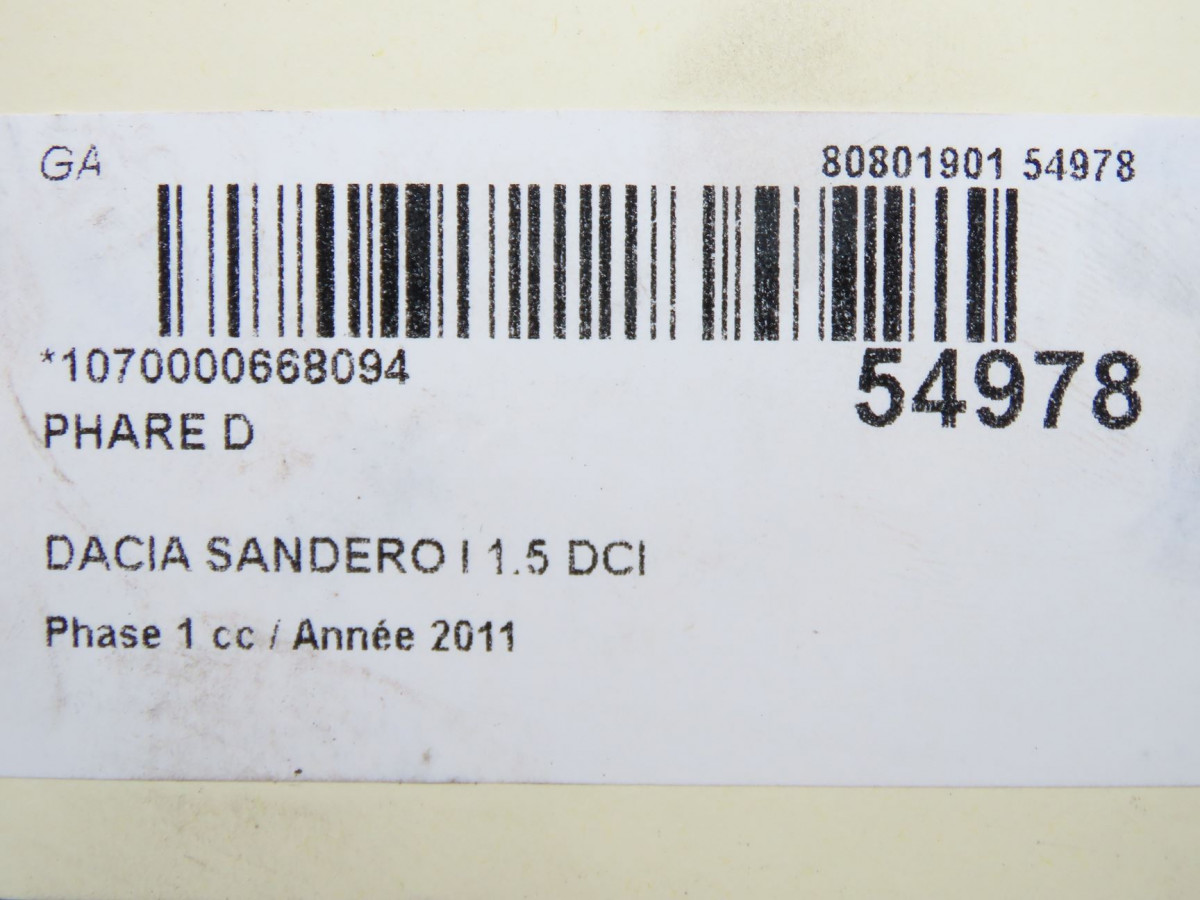 GA
80801901 54978
*1070000668094
54978
PHARE D
DACIA SANDERO I 1.5 DCI
Phase 1 cc / Année 2011